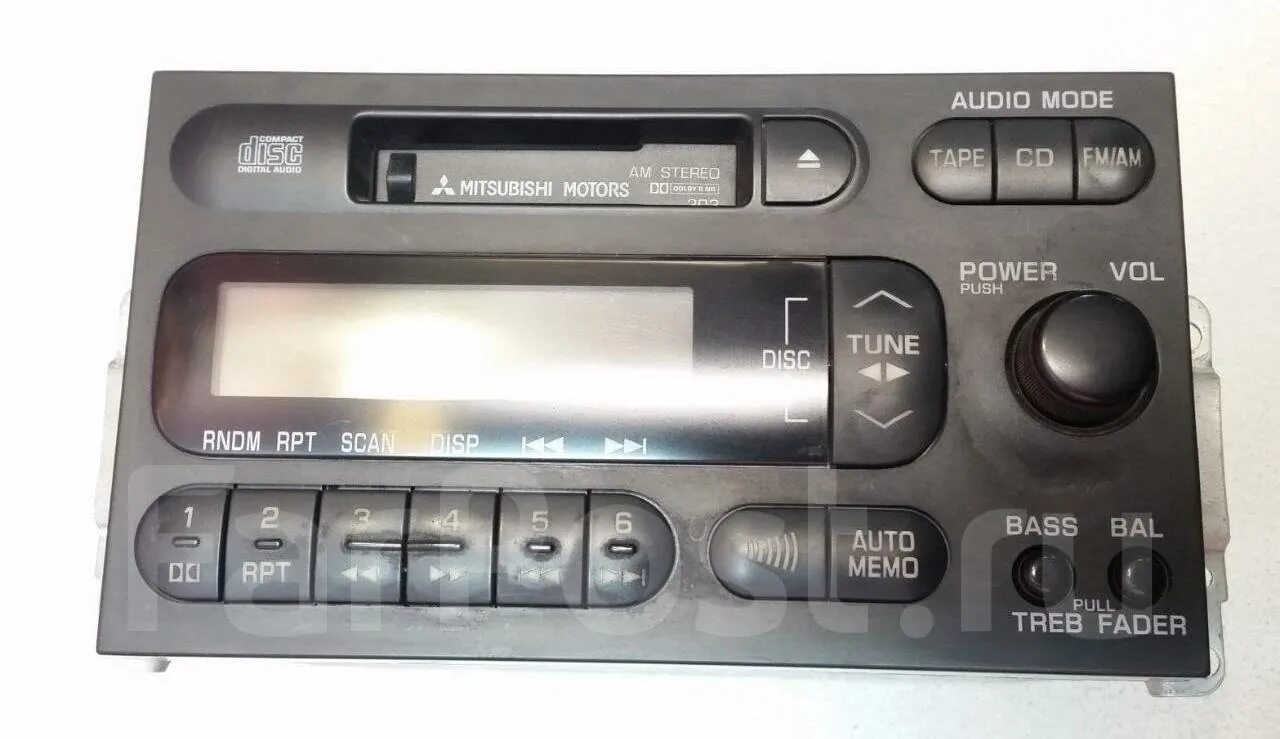 AUDIO MODE
COMPACT
disc
DIGITAL AUDIO
AM STEREO
MITSUBISHI MOTORS
DOLBY B NR
TAPE CD FM/AM
POWER VOL
PUSH
TUNE
DISC
RNDM RPT SCAN DISP
1 2 3 4 5 6
RPT
AUTO
MEMO
BASS BAL
PULL
TREB FADER
FarPost.ru